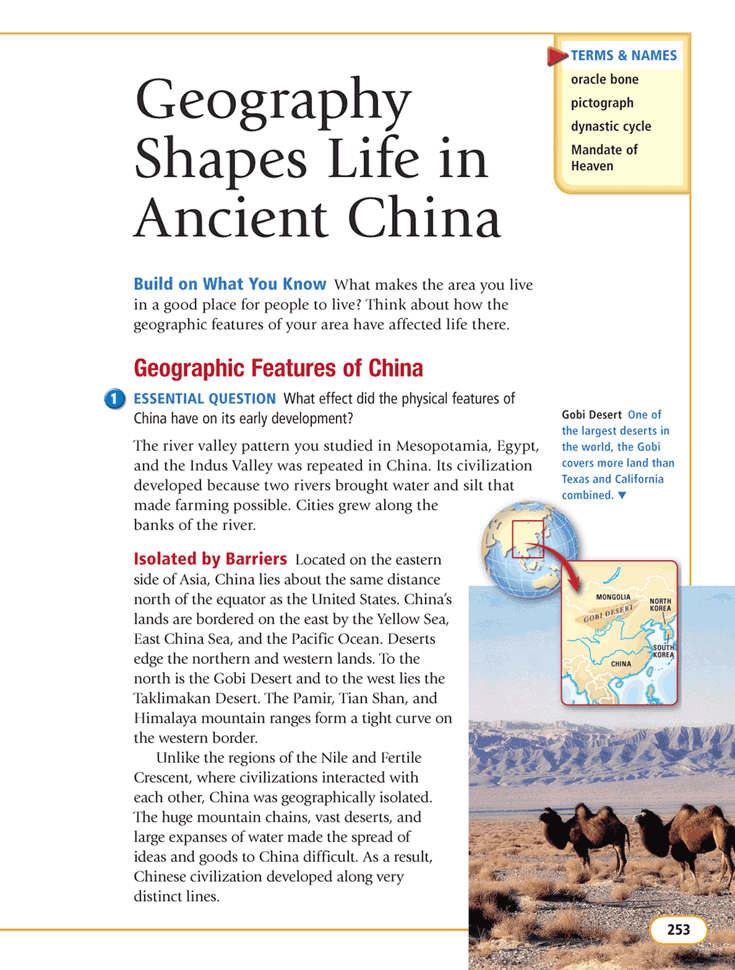 TERMS & NAMES
oracle bone
pictograph
dynastic cycle
Mandate of
Heaven
Geography
Shapes Life in
Ancient China
Build on What You Know What makes the area you live
in a good place for people to live? Think about how the
geographic features of your area have affected life there.
Geographic Features of China
1 ESSENTIAL QUESTION What effect did the physical features of
China have on its early development?
The river valley pattern you studied in Mesopotamia, Egypt,
and the Indus Valley was repeated in China. Its civilization
developed because two rivers brought water and silt that
made farming possible. Cities grew along the
banks of the river.
Isolated by Barriers Located on the eastern
side of Asia, China lies about the same distance
north of the equator as the United States. China's
lands are bordered on the east by the Yellow Sea,
East China Sea, and the Pacific Ocean. Deserts
edge the northern and western lands. To the
north is the Gobi Desert and to the west lies the
Taklimakan Desert. The Pamir, Tian Shan, and
Himalaya mountain ranges form a tight curve on
the western border.
Unlike the regions of the Nile and Fertile
Crescent, where civilizations interacted with
each other, China was geographically isolated.
The huge mountain chains, vast deserts, and
large expanses of water made the spread of
ideas and goods to China difficult. As a result,
Chinese civilization developed along very
distinct lines.
Gobi Desert One of
the largest deserts in
the world, the Gobi
covers more land than
Texas and California
combined. ▼
MONGOLIA
GOBI DESERT
NORTH
KOREA
SOUTH
KOREA
CHINA
253